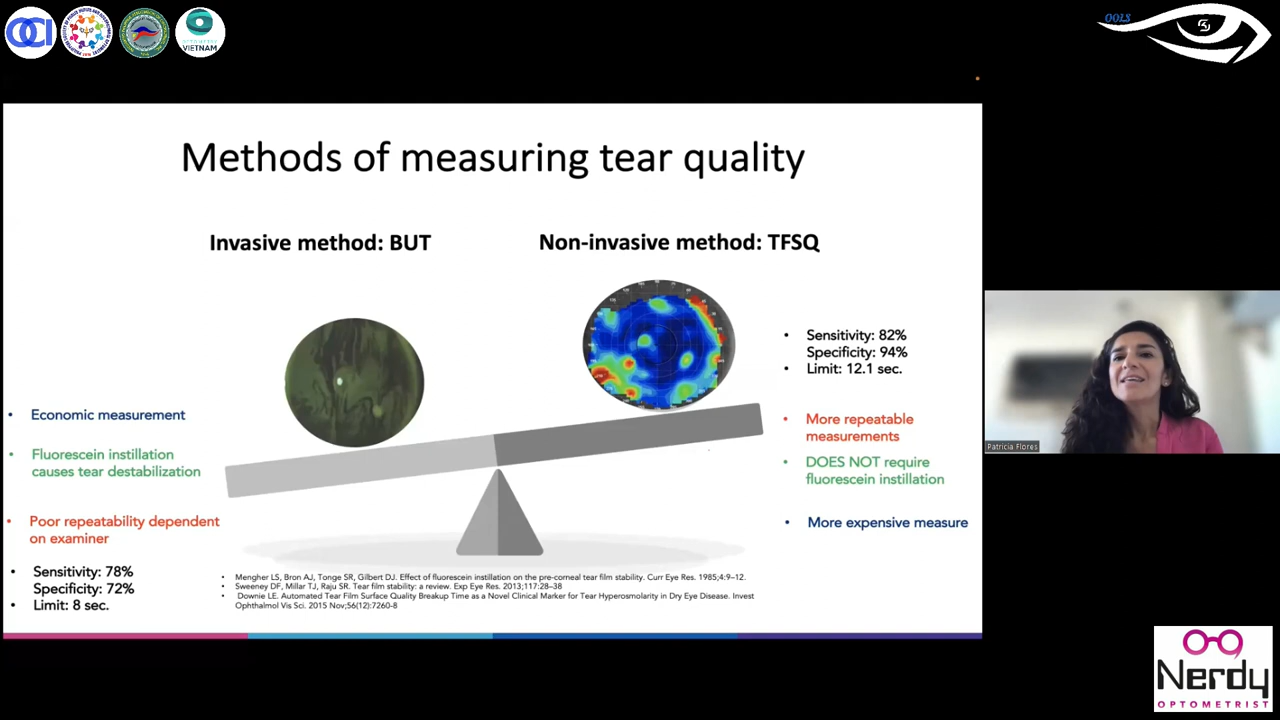 OCI
VIETNAM
OOLS
Methods of measuring tear quality
Invasive method: BUT
Non-invasive method: TFSQ
• Economic measurement
• Fluorescein instillation
causes tear destabilization
• Poor repeatability dependent
on examiner
• Sensitivity: 78%
Specificity: 72%
• Limit: 8 sec.
• Sensitivity: 82%
Specificity: 94%
• Limit: 12.1 sec.
• More repeatable
measurements
• DOES NOT require
fluorescein instillation
• More expensive measure
• Mengher LS, Bron AJ, Tonge SR, Gilbert DJ. Effect of fluorescein instillation on the pre-corneal tear film stability. Curr Eye Res. 1985;4:9–12.
• Sweeney DF, Millar TJ, Raju SR. Tear film stability: a review. Exp Eye Res. 2013;117:28–38
• Downie LE. Automated Tear Film Surface Quality Breakup Time as a Novel Clinical Marker for Tear Hyperosmolarity in Dry Eye Disease. Invest
Ophthalmol Vis Sci. 2015 Nov;56(12):7260-8
Patricia Flores
Nerdy
OPTOMETRIST